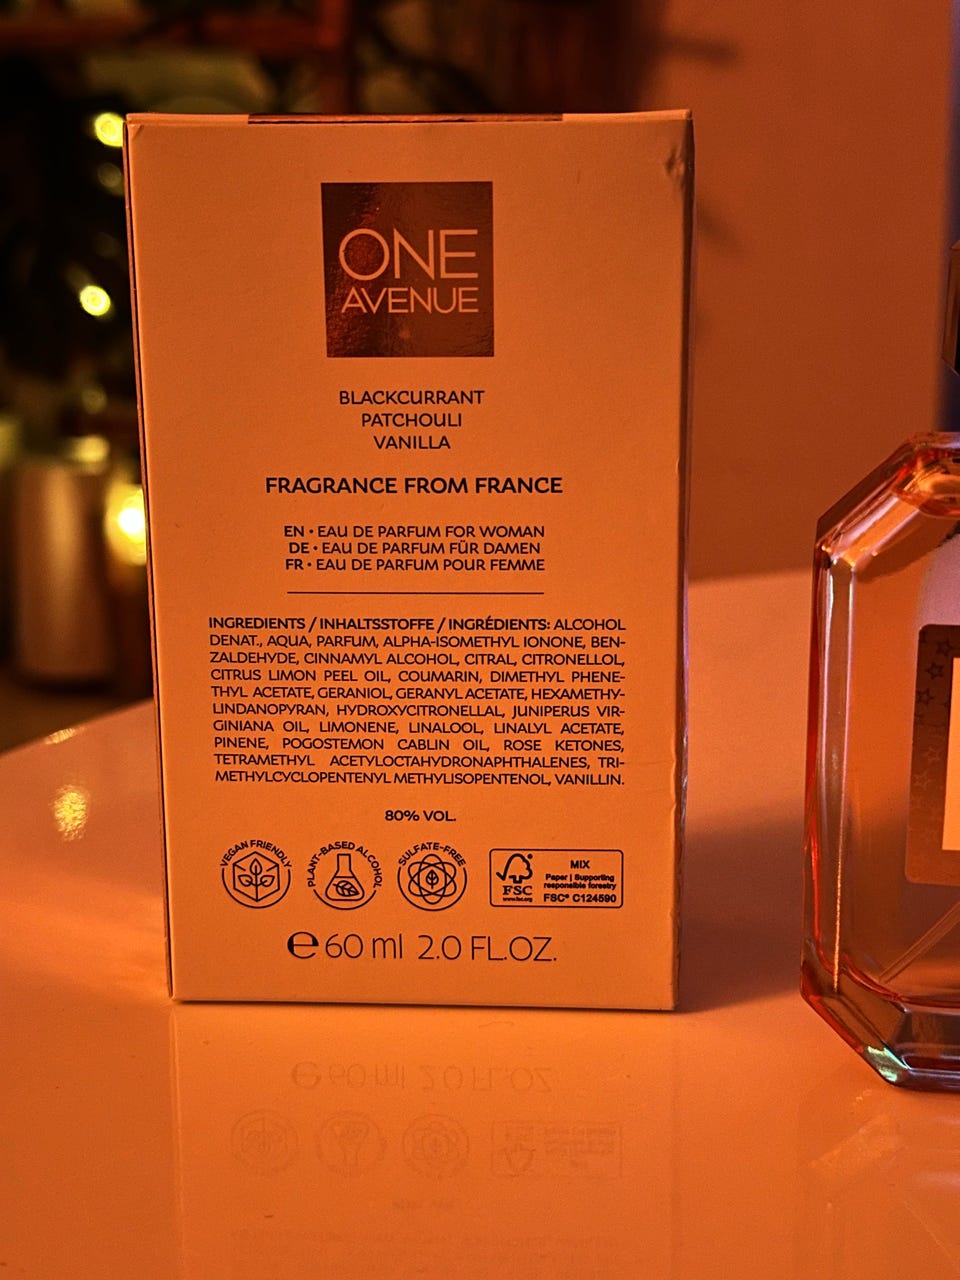 ONE
AVENUE
BLACKCURRANT
PATCHOULI
VANILLA
FRAGRANCE FROM FRANCE
EN • EAU DE PARFUM FOR WOMAN
DE • EAU DE PARFUM FÜR DAMEN
FR • EAU DE PARFUM POUR FEMME
INGREDIENTS / INHALTSSTOFFE / INGRÉDIENTS: ALCOHOL
DENAT., AQUA, PARFUM, ALPHA-ISOMETHYL IONONE, BEN-
ZALDEHYDE, CINNAMYL ALCOHOL, CITRAL, CITRONELLOL,
CITRUS LIMON PEEL OIL, COUMARIN, DIMETHYL PHENE-
THYL ACETATE, GERANIOL, GERANYL ACETATE, HEXAMETHY-
LINDANOPYRAN, HYDROXYCITRONELLAL, JUNIPERUS VIR-
GINIANA OIL, LIMONENE, LINALOOL, LINALYL ACETATE,
PINENE, POGOSTEMON CABLIN OIL, ROSE KETONES,
TETRAMETHYL ACETYLOCTAHYDRONAPHTHALENES, TRI-
METHYLCYCLOPENTENYL METHYLISOPENTENOL, VANILLIN.
80% VOL.
VEGAN FRIENDLY
PLANT-BASED ALCOHOL
SULFATE-FREE
FSC
www.fsc.org
MIX
Paper | Supporting
responsible forestry
FSC® C124590
℮ 60 ml 2.0 FL.OZ.